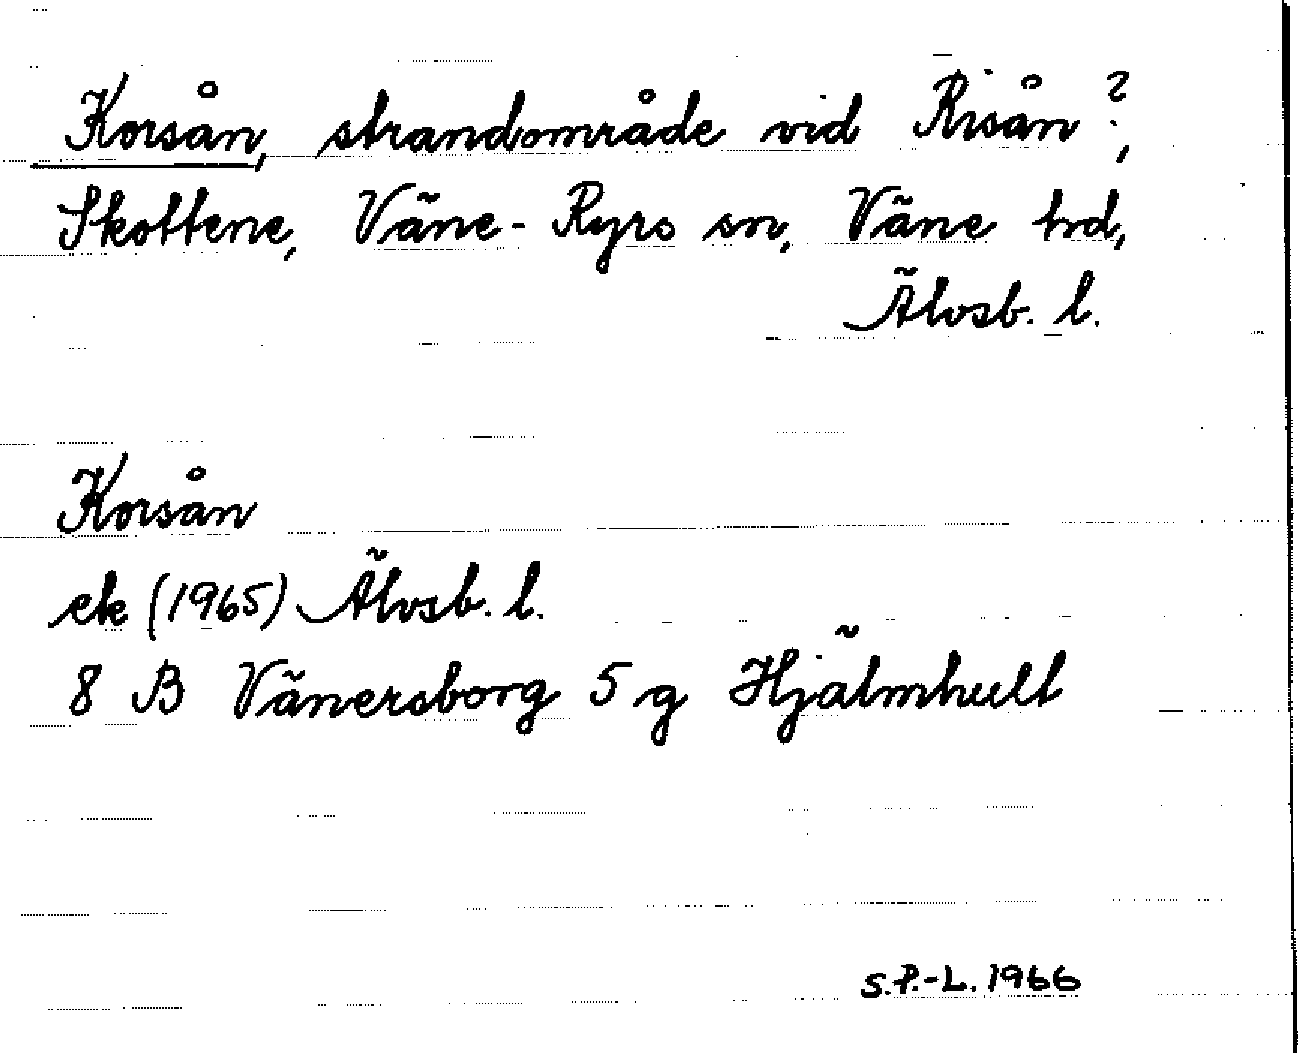 Korsån, strandområde vid Risån?,
Skottene, Väne-Ryrs sn, Väne hd,
Älvsb. l.
Korsån
ek (1965) Älvsb. l.
8 B Vänersborg 5 g Hjälmhult
S.P.-L. 1966